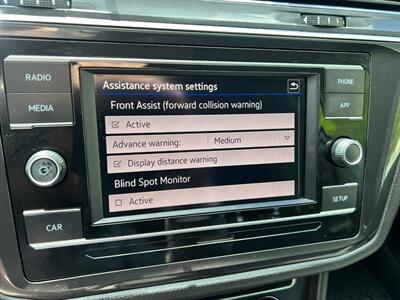 RADIO
MEDIA
CAR
Assistance system settings
Front Assist (forward collision warning)
Active
Advance warning: Medium
Display distance warning
Blind Spot Monitor
Active
PHONE
APP
SETUP